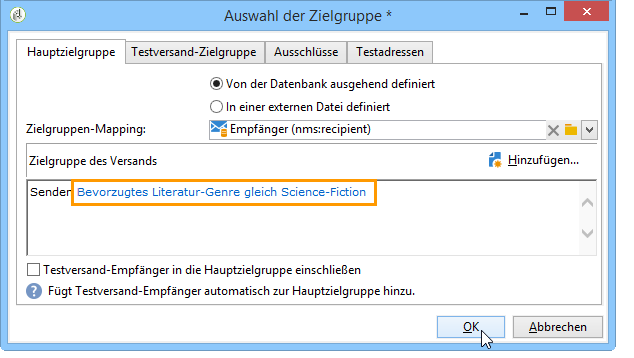 Auswahl der Zielgruppe *
Hauptzielgruppe Testversand-Zielgruppe Ausschlüsse Testadressen
Von der Datenbank ausgehend definiert
In einer externen Datei definiert
Zielgruppen-Mapping: Empfänger (nms:recipient)
Zielgruppe des Versands Hinzufügen...
Senden Bevorzugtes Literatur-Genre gleich Science-Fiction
Testversand-Empfänger in die Hauptzielgruppe einschließen
Fügt Testversand-Empfänger automatisch zur Hauptzielgruppe hinzu.
OK Abbrechen